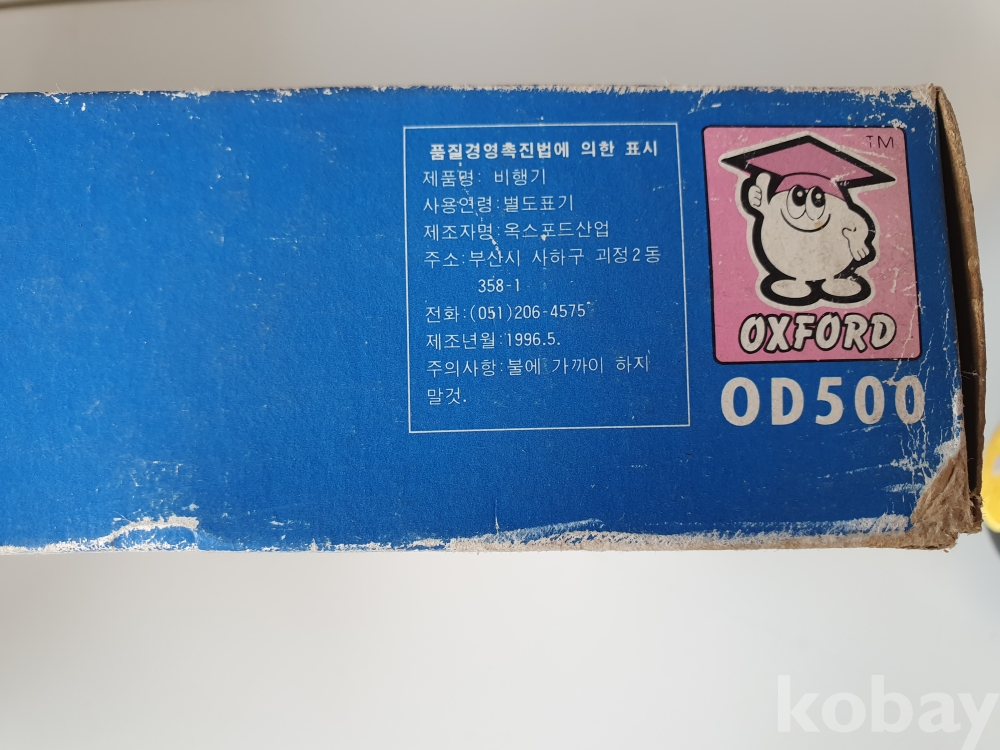 품질경영촉진법에 의한 표시
제품명: 비행기
사용연령:별도표기
제조자명:옥스포드산업
주소:부산시 사하구 괴정2동
358-1
전화:(051)206-4575
제조년월:1996.5.
주의사항:불에 가까이 하지
말것.
TM
OXFORD
OD500
kobay